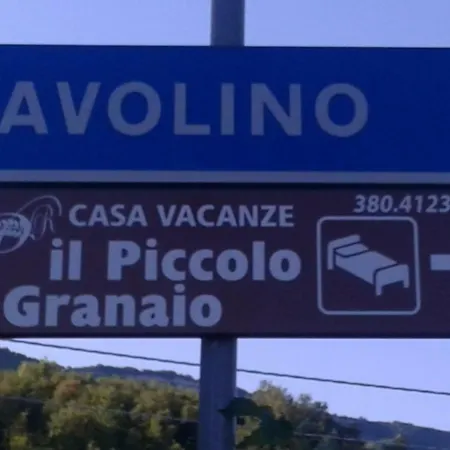 AVOLINO
CASA VACANZE
380.4123
il Piccolo
Granaio